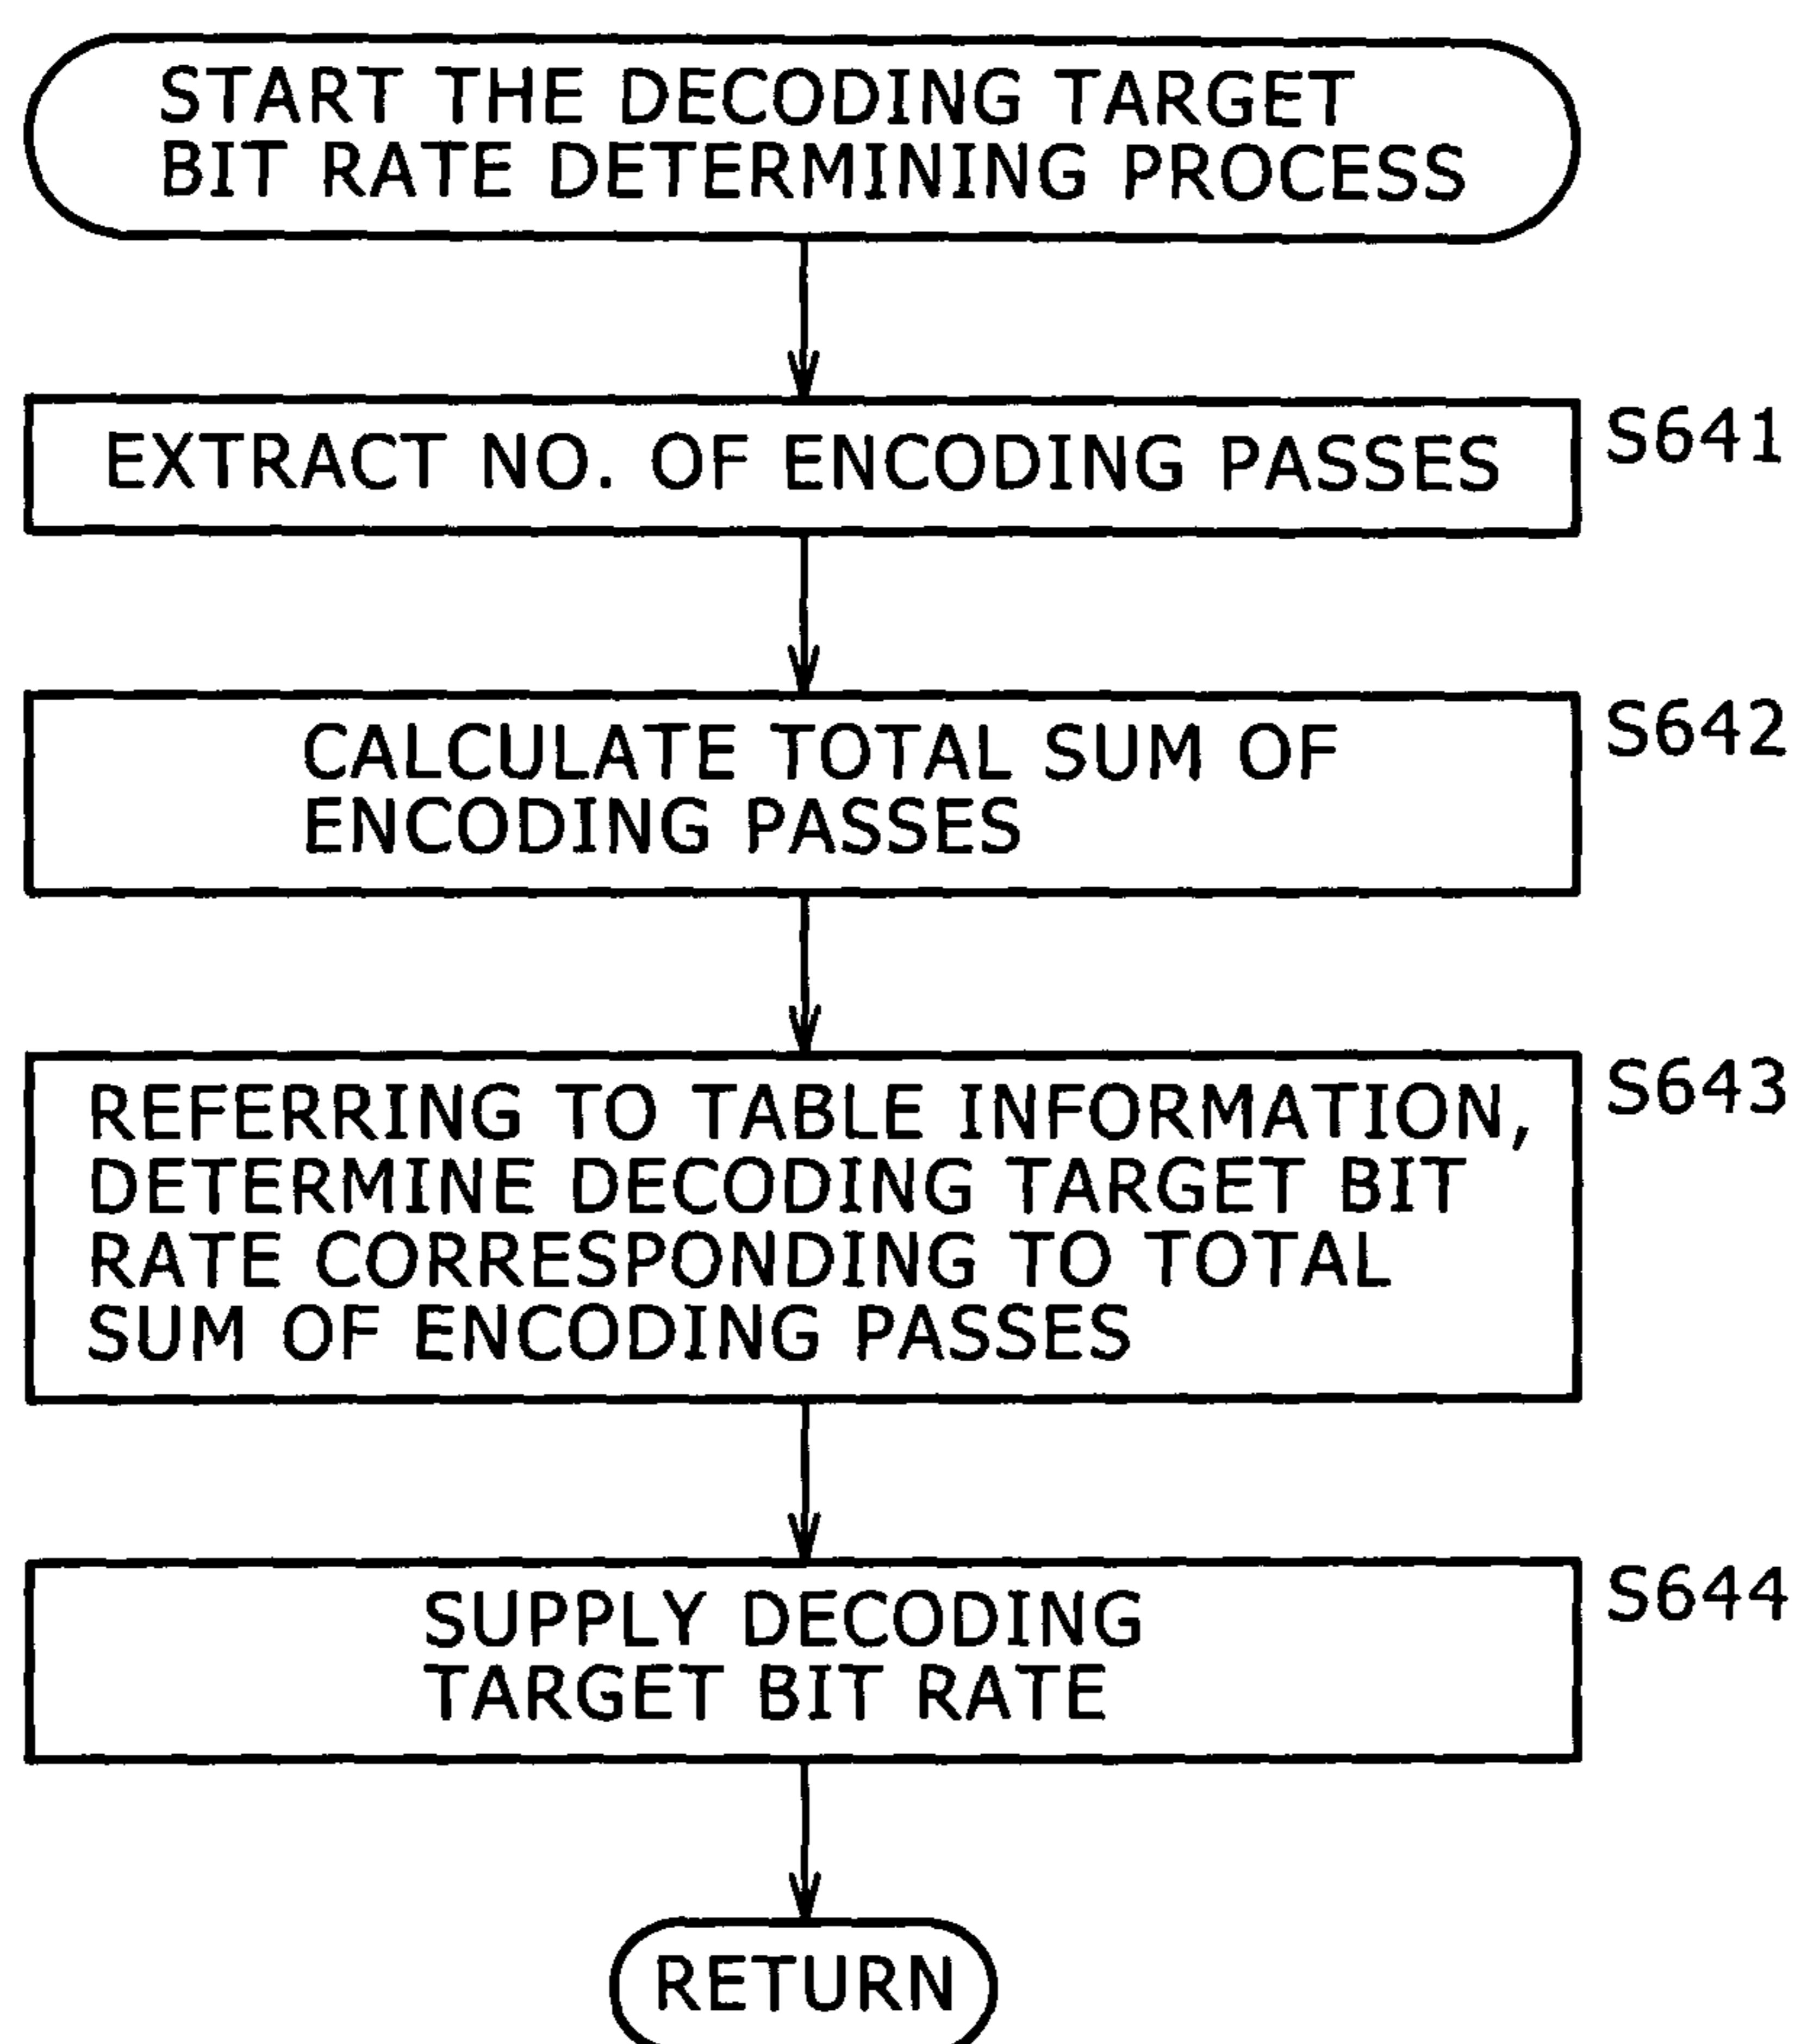 START THE DECODING TARGET
BIT RATE DETERMINING PROCESS
EXTRACT NO. OF ENCODING PASSES
S641
CALCULATE TOTAL SUM OF
ENCODING PASSES
S642
REFERRING TO TABLE INFORMATION,
DETERMINE DECODING TARGET BIT
RATE CORRESPONDING TO TOTAL
SUM OF ENCODING PASSES
S643
SUPPLY DECODING
TARGET BIT RATE
S644
RETURN